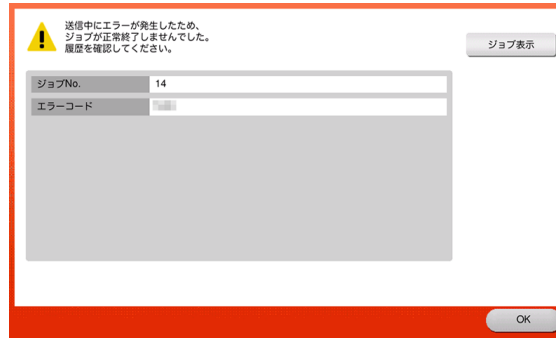 送信中にエラーが発生したため、
ジョブが正常終了しませんでした。
履歴を確認してください。
ジョブ表示
ジョブNo. 14
エラーコード
OK